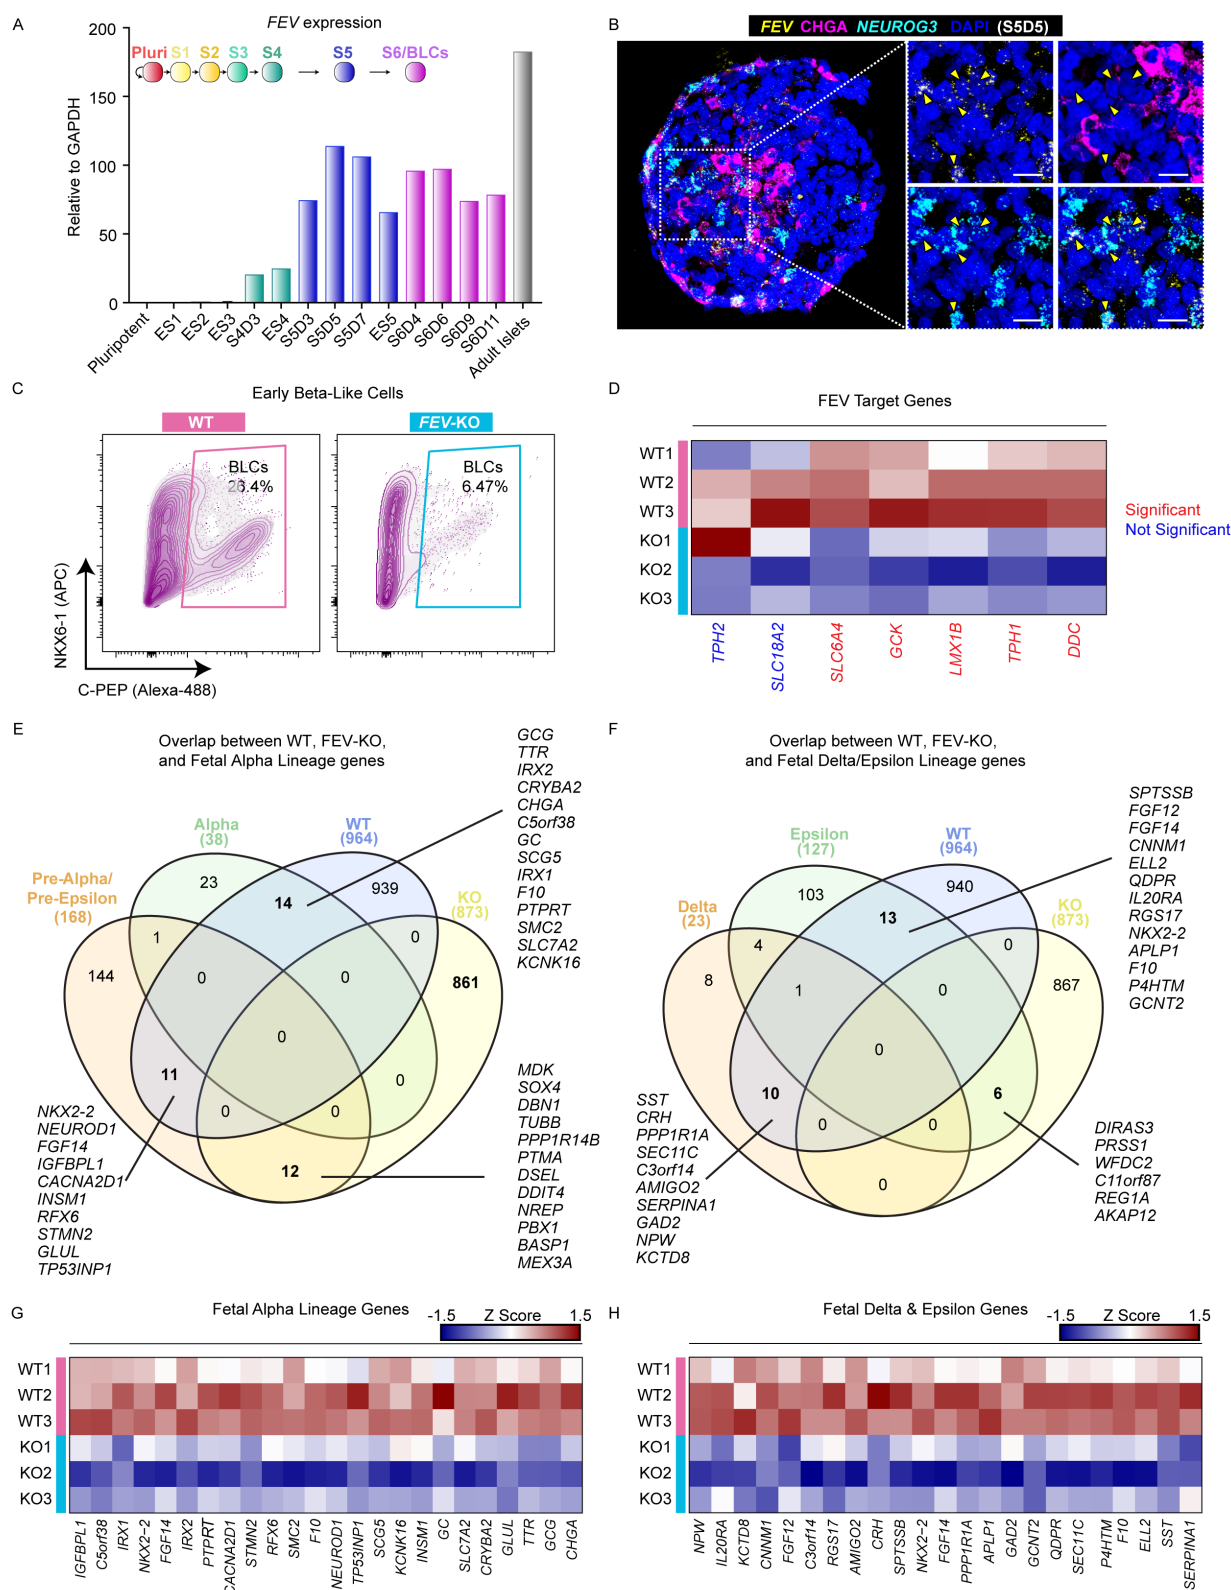 A
FEV expression
Pluri S1 S2 S3 S4 S5 S6/BLCs
Relative to GAPDH
200
150
100
50
0
Pluripotent
ES1
ES2
ES3
S4D3
ES4
S5D3
S5D5
S5D7
ES5
S6D4
S6D6
S6D9
S6D11
Adult Islets
B
FEV CHGA NEUROG3 DAPI (S5D5)
C
Early Beta-Like Cells
WT
FEV-KO
BLCs
23.4%
BLCs
6.47%
NKX6-1 (APC)
C-PEP (Alexa-488)
D
FEV Target Genes
WT1
WT2
WT3
KO1
KO2
KO3
Significant
Not Significant
TPH2
SLC18A2
SLC6A4
GCK
LMX1B
TPH1
DDC
E
Overlap between WT, FEV-KO,
and Fetal Alpha Lineage genes
Alpha
(38)
WT
(964)
Pre-Alpha/
Pre-Epsilon
(168)
KO
(873)
23
14
939
1
0
144
0
0
861
0
11
0
0
0
12
GCG
TTR
IRX2
CRYBA2
CHGA
C5orf38
GC
SCG5
IRX1
F10
PTPRT
SMC2
SLC7A2
KCNK16
NKX2-2
NEUROD1
FGF14
IGFBPL1
CACNA2D1
INSM1
RFX6
STMN2
GLUL
TP53INP1
MDK
SOX4
DBN1
TUBB
PPP1R14B
PTMA
DSEL
DDIT4
NREP
PBX1
BASP1
MEX3A
F
Overlap between WT, FEV-KO,
and Fetal Delta/Epsilon Lineage genes
Epsilon
(127)
WT
(964)
Delta
(23)
KO
(873)
103
13
940
4
0
8
1
0
867
0
10
6
0
0
0
SPTSSB
FGF12
FGF14
CNNM1
ELL2
QDPR
IL20RA
RGS17
NKX2-2
APLP1
F10
P4HTM
GCNT2
SST
CRH
PPP1R1A
SEC11C
C3orf14
AMIGO2
SERPINA1
GAD2
NPW
KCTD8
DIRAS3
PRSS1
WFDC2
C11orf87
REG1A
AKAP12
G
Fetal Alpha Lineage Genes
-1.5 Z Score 1.5
WT1
WT2
WT3
KO1
KO2
KO3
IGFBPL1
C5orf38
IRX1
NKX2-2
FGF14
IRX2
PTPRT
CACNA2D1
STMN2
RFX6
SMC2
F10
NEUROD1
TP53INP1
SCG5
KCNK16
INSM1
GC
SLC7A2
CRYBA2
GLUL
TTR
GCG
CHGA
H
Fetal Delta & Epsilon Genes
-1.5 Z Score 1.5
WT1
WT2
WT3
KO1
KO2
KO3
NPW
IL20RA
KCTD8
CNNM1
FGF12
C3orf14
RGS17
AMIGO2
CRH
SPTSSB
NKX2-2
FGF14
PPP1R1A
APLP1
GAD2
GCNT2
QDPR
SEC11C
P4HTM
F10
ELL2
SST
SERPINA1